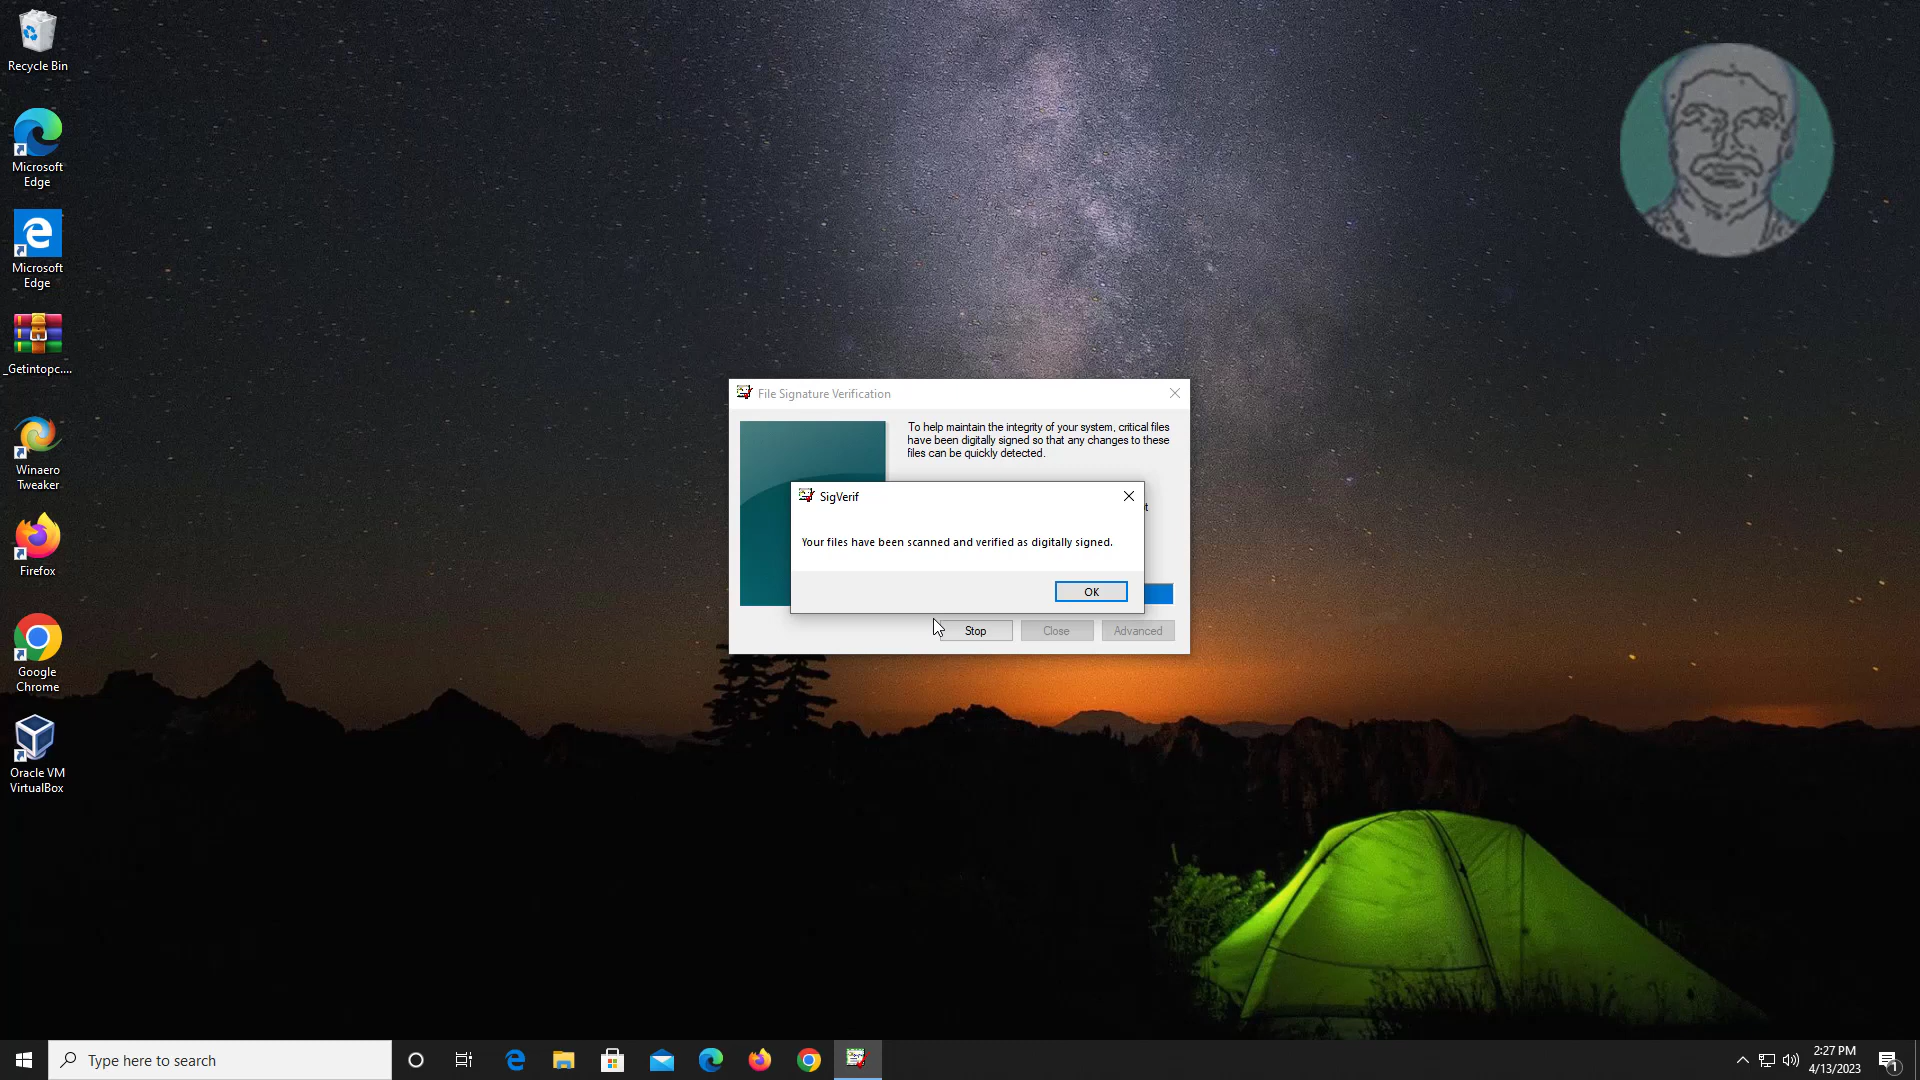 Recycle Bin
Microsoft
Edge
Microsoft
Edge
_Getintopc....
Winaero
Tweaker
Firefox
Google
Chrome
Oracle VM
VirtualBox
File Signature Verification
To help maintain the integrity of your system, critical files
have been digitally signed so that any changes to these
files can be quickly detected.
SigVerif
Your files have been scanned and verified as digitally signed.
OK
Stop
Close
Advanced
Type here to search
2:27 PM
4/13/2023
1